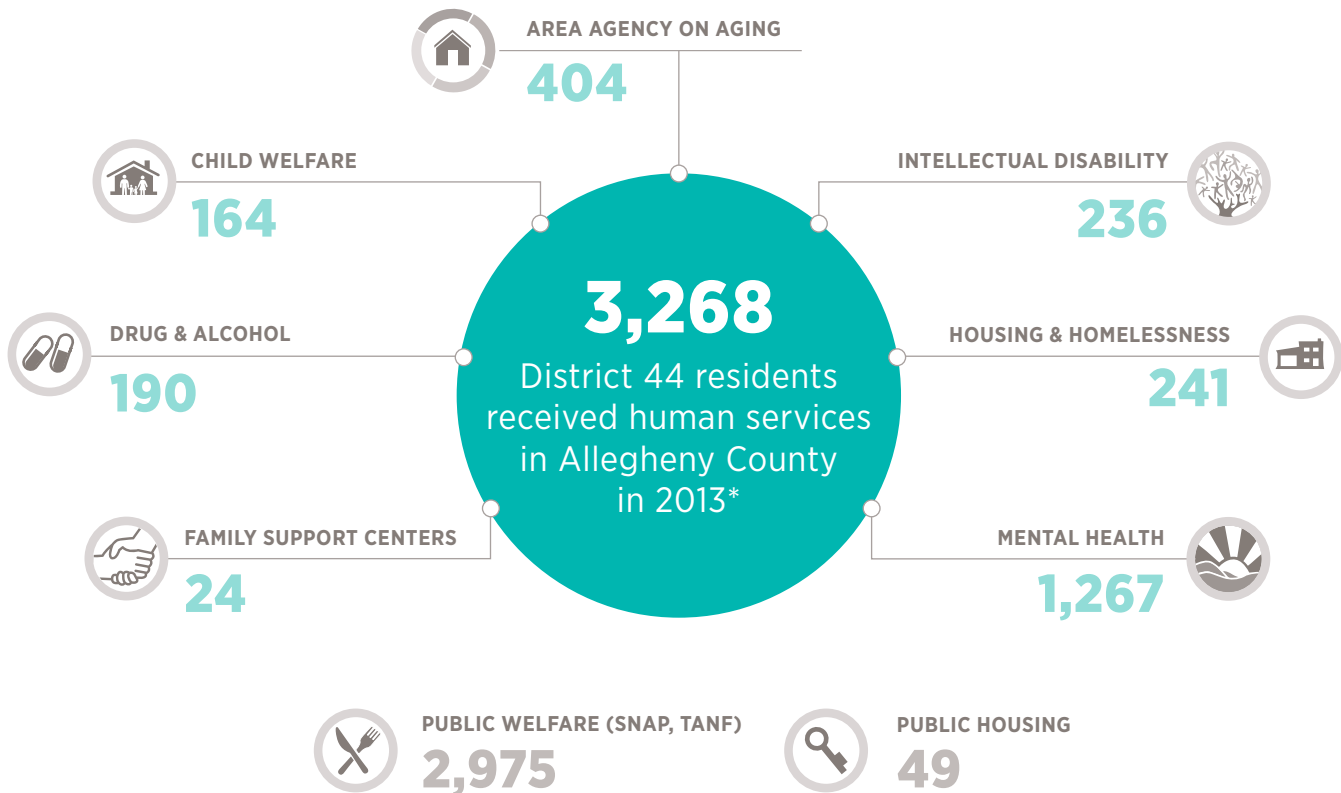 AREA AGENCY ON AGING
404
CHILD WELFARE
164
INTELLECTUAL DISABILITY
236
3,268
District 44 residents
received human services
in Allegheny County
in 2013*
DRUG & ALCOHOL
190
HOUSING & HOMELESSNESS
241
FAMILY SUPPORT CENTERS
24
MENTAL HEALTH
1,267
PUBLIC WELFARE (SNAP, TANF)
2,975
PUBLIC HOUSING
49